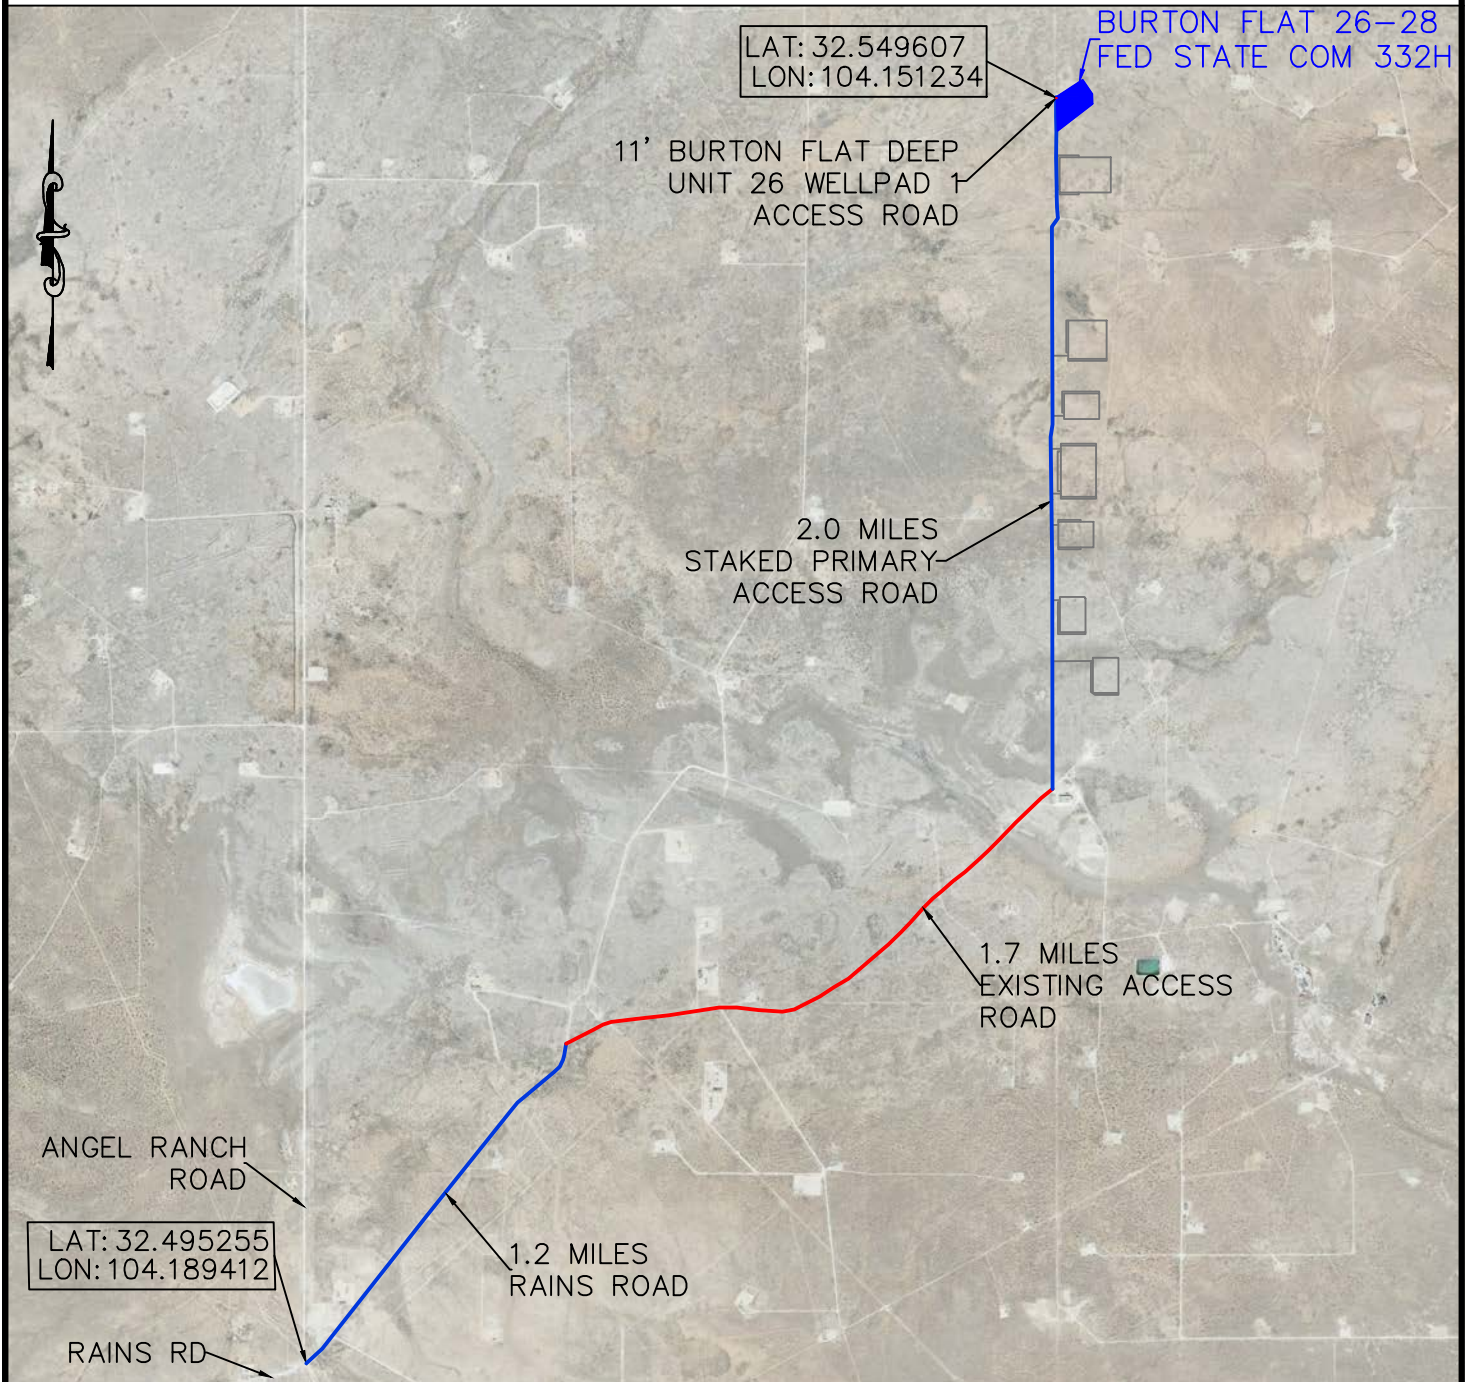 BURTON FLAT 26-28
FED STATE COM 332H
LAT: 32.549607
LON: 104.151234
11' BURTON FLAT DEEP
UNIT 26 WELLPAD 1
ACCESS ROAD
2.0 MILES
STAKED PRIMARY
ACCESS ROAD
1.7 MILES
EXISTING ACCESS
ROAD
ANGEL RANCH
ROAD
LAT: 32.495255
LON: 104.189412
1.2 MILES
RAINS ROAD
RAINS RD